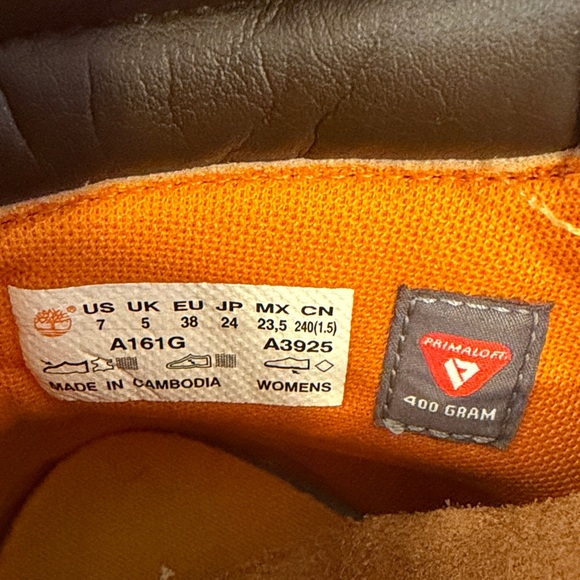 US UK EU JP MX CN
7 5 38 24 23,5 240(1.5)
A161G A3925
MADE IN CAMBODIA WOMENS
PRIMALOFT
400 GRAM